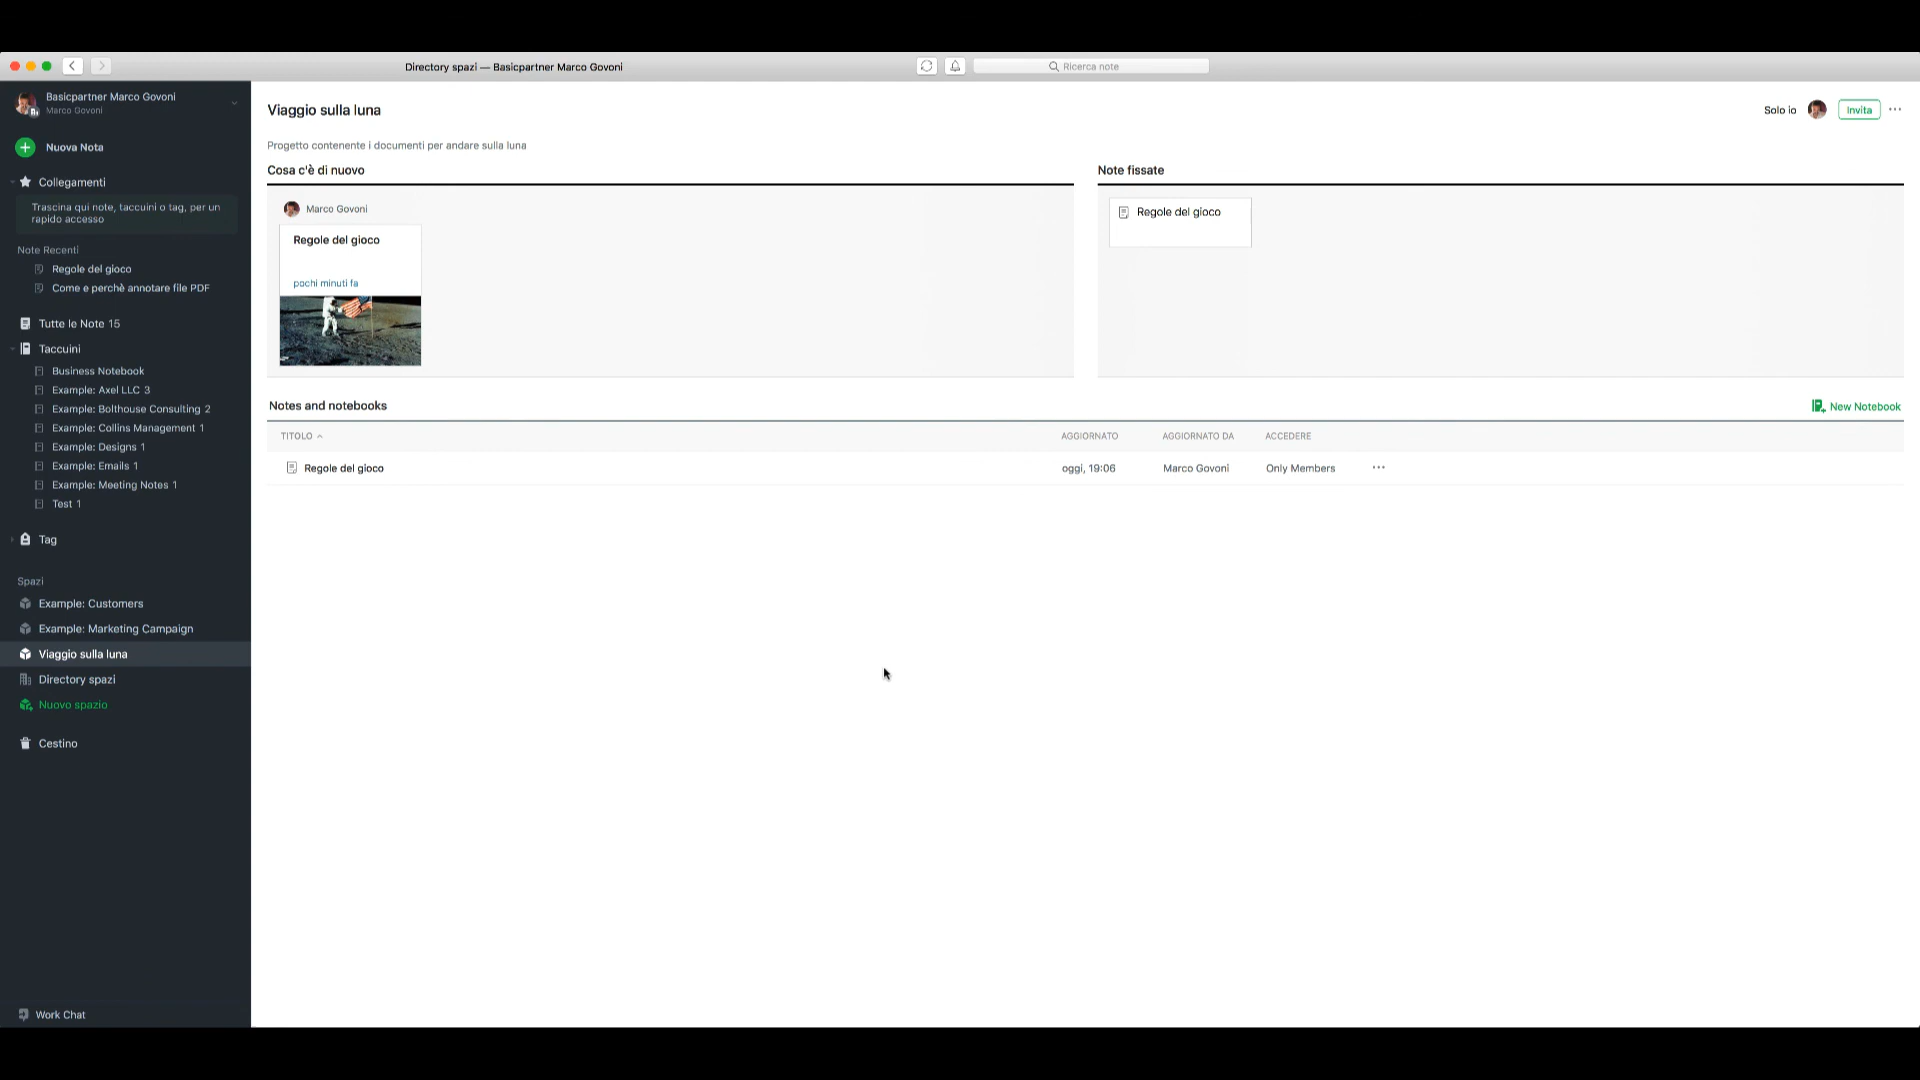 Directory spazi — Basicpartner Marco Govoni
Ricerca note
Basicpartner Marco Govoni
Marco Govoni
Nuova Nota
Collegamenti
Trascina qui note, taccuini o tag, per un
rapido accesso
Note Recenti
Regole del gioco
Come e perchè annotare file PDF
Tutte le Note 15
Taccuini
Business Notebook
Example: Axel LLC 3
Example: Bolthouse Consulting 2
Example: Collins Management 1
Example: Designs 1
Example: Emails 1
Example: Meeting Notes 1
Test 1
Tag
Spazi
Example: Customers
Example: Marketing Campaign
Viaggio sulla luna
Directory spazi
Nuovo spazio
Cestino
Work Chat
Viaggio sulla luna
Solo io
Invita
Progetto contenente i documenti per andare sulla luna
Cosa c'è di nuovo
Marco Govoni
Regole del gioco
pochi minuti fa
Note fissate
Regole del gioco
Notes and notebooks
New Notebook
TITOLO AGGIORNATO AGGIORNATO DA ACCEDERE
Regole del gioco oggi, 19:06 Marco Govoni Only Members